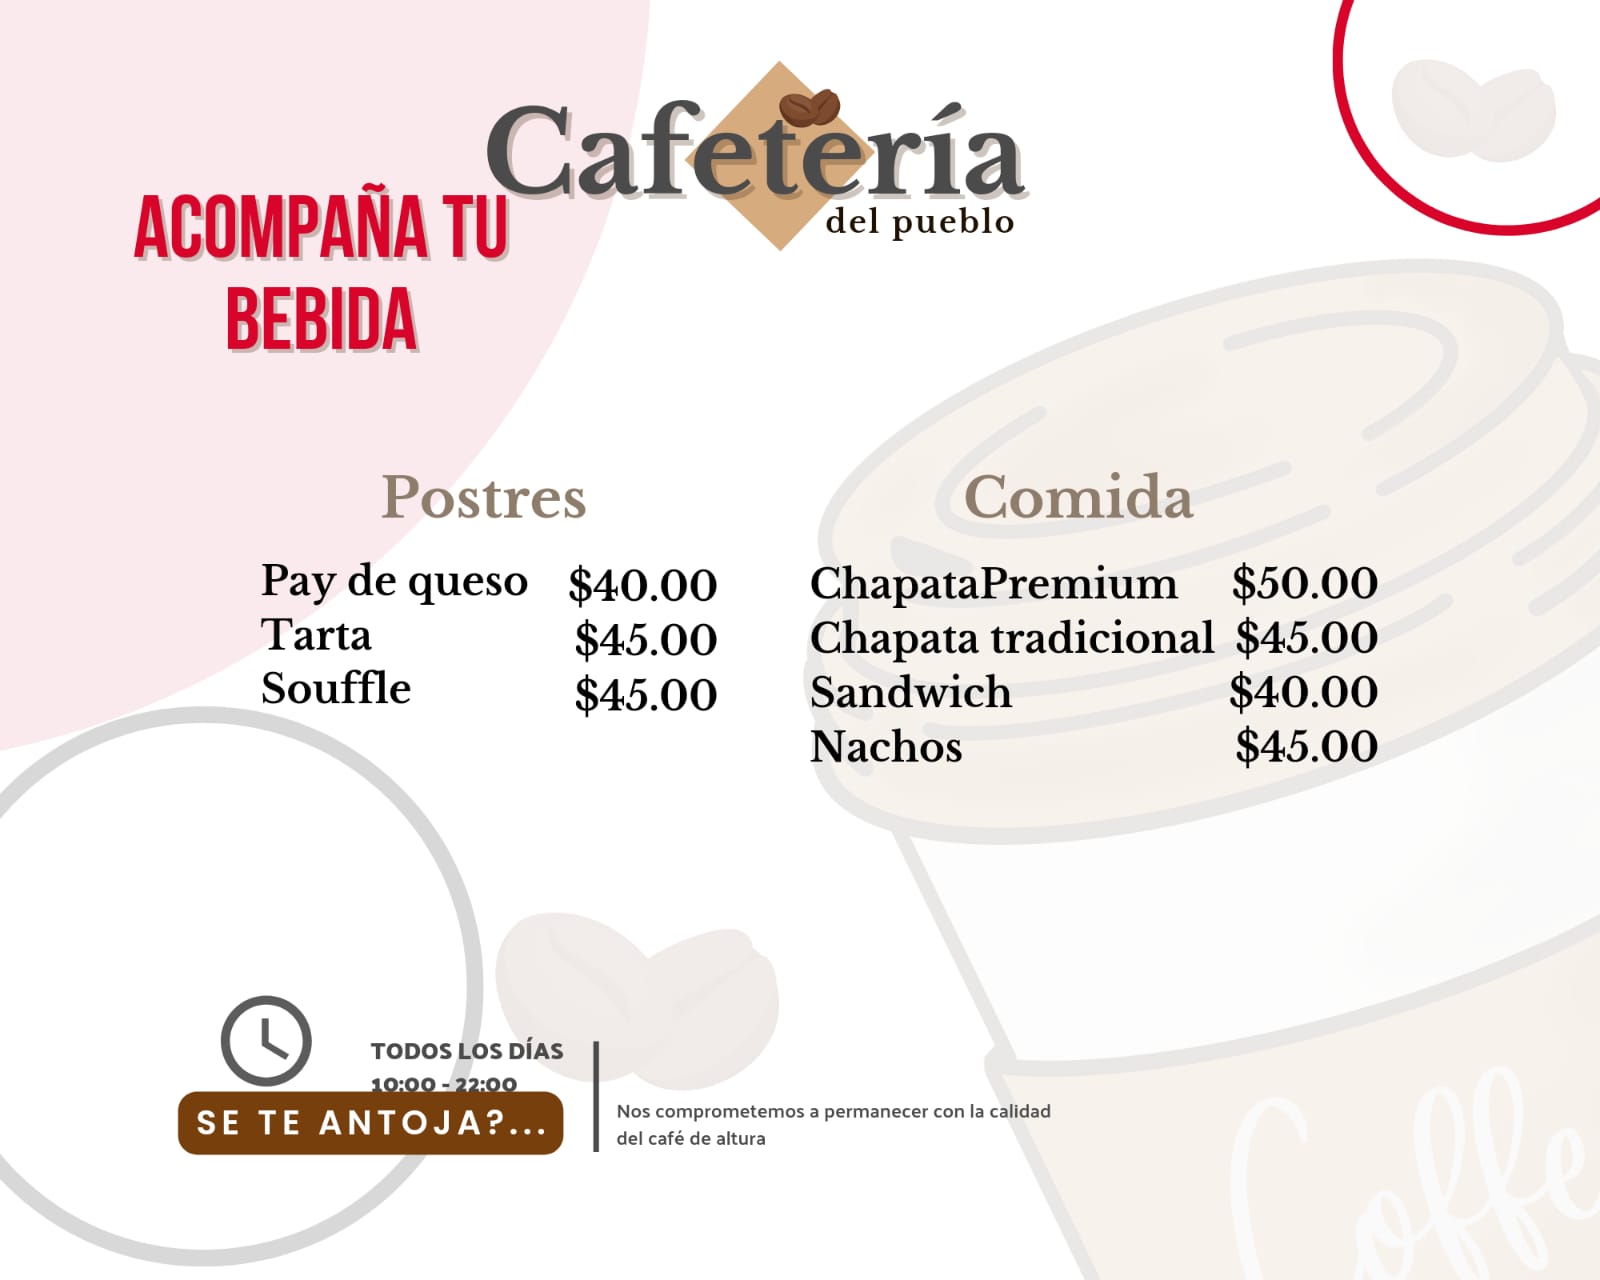 Cafetería
del pueblo
ACOMPAÑA TU
BEBIDA
Postres
Pay de queso $40.00
Tarta $45.00
Souffle $45.00
Comida
ChapataPremium $50.00
Chapata tradicional $45.00
Sandwich $40.00
Nachos $45.00
TODOS LOS DÍAS
10:00 - 22:00
SE TE ANTOJA?...
Nos comprometemos a permanecer con la calidad
del café de altura
Coffe